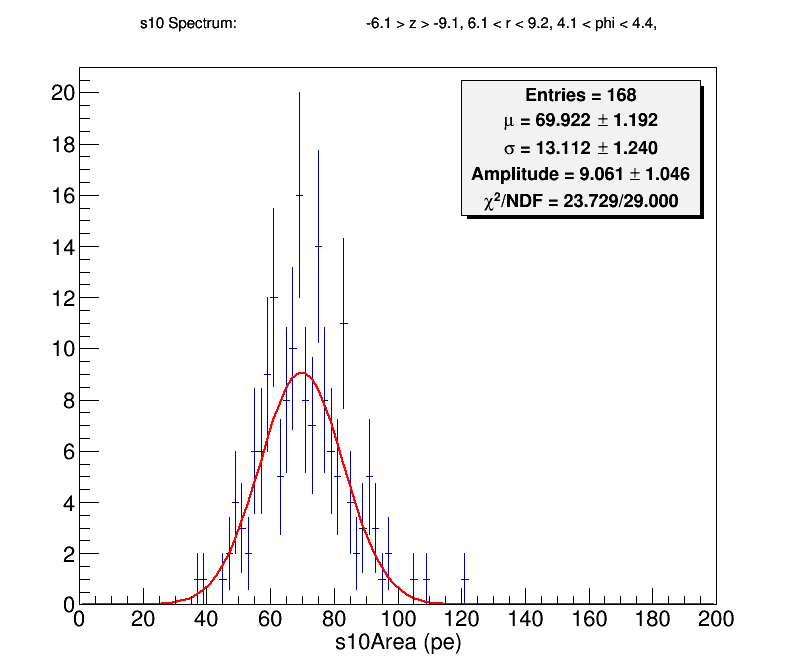 s10 Spectrum: -6.1 > z > -9.1, 6.1 < r < 9.2, 4.1 < phi < 4.4,
Entries = 168
μ = 69.922 ± 1.192
σ = 13.112 ± 1.240
Amplitude = 9.061 ± 1.046
χ²/NDF = 23.729/29.000
20
18
16
14
12
10
8
6
4
2
0
0 20 40 60 80 100 120 140 160 180 200
s10Area (pe)